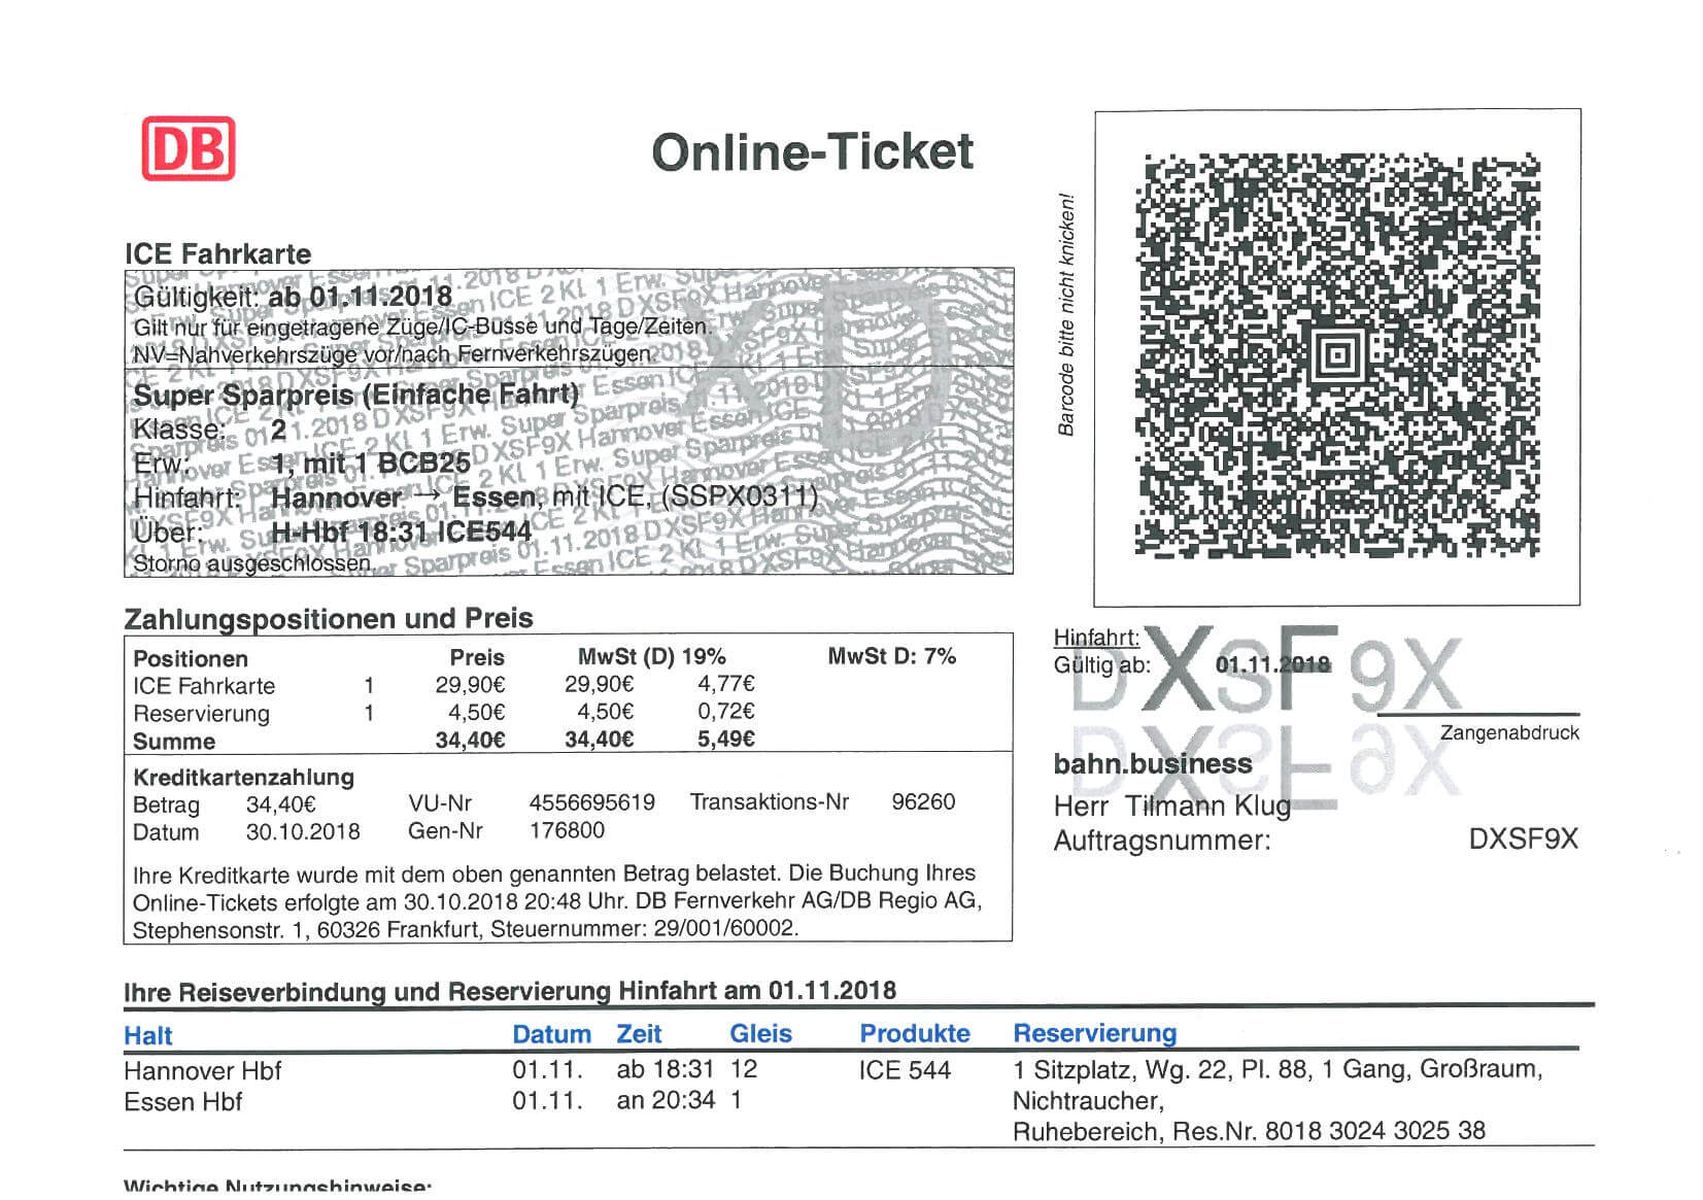 DB
Online-Ticket
Barcode bitte nicht knicken!
ICE Fahrkarte
Gültigkeit: ab 01.11.2018
Gilt nur für eingetragene Züge/IC-Busse und Tage/Zeiten.
NV=Nahverkehrszüge vor/nach Fernverkehrszügen.
Super Sparpreis (Einfache Fahrt)
Klasse: 2
Erw: 1, mit 1 BCB25
Hinfahrt: Hannover → Essen, mit ICE, (SSPX0311)
Über: H-Hbf 18:31 ICE544
Storno ausgeschlossen.
Zahlungspositionen und Preis
Positionen Preis MwSt (D) 19% MwSt D: 7%
ICE Fahrkarte 1 29,90€ 29,90€ 4,77€
Reservierung 1 4,50€ 4,50€ 0,72€
Summe 34,40€ 34,40€ 5,49€
Kreditkartenzahlung
Betrag 34,40€ VU-Nr 4556695619 Transaktions-Nr 96260
Datum 30.10.2018 Gen-Nr 176800
Ihre Kreditkarte wurde mit dem oben genannten Betrag belastet. Die Buchung Ihres
Online-Tickets erfolgte am 30.10.2018 20:48 Uhr. DB Fernverkehr AG/DB Regio AG,
Stephensonstr. 1, 60326 Frankfurt, Steuernummer: 29/001/60002.
Hinfahrt:
Gültig ab: 01.11.2018
DXSF9X
Zangenabdruck
bahn.business
Herr Tilmann Klug
Auftragsnummer: DXSF9X
Ihre Reiseverbindung und Reservierung Hinfahrt am 01.11.2018
Halt Datum Zeit Gleis Produkte Reservierung
Hannover Hbf 01.11. ab 18:31 12 ICE 544 1 Sitzplatz, Wg. 22, Pl. 88, 1 Gang, Großraum,
Essen Hbf 01.11. an 20:34 1 Nichtraucher,
Ruhebereich, Res.Nr. 8018 3024 3025 38
Wichtige Nutzungshinweise: